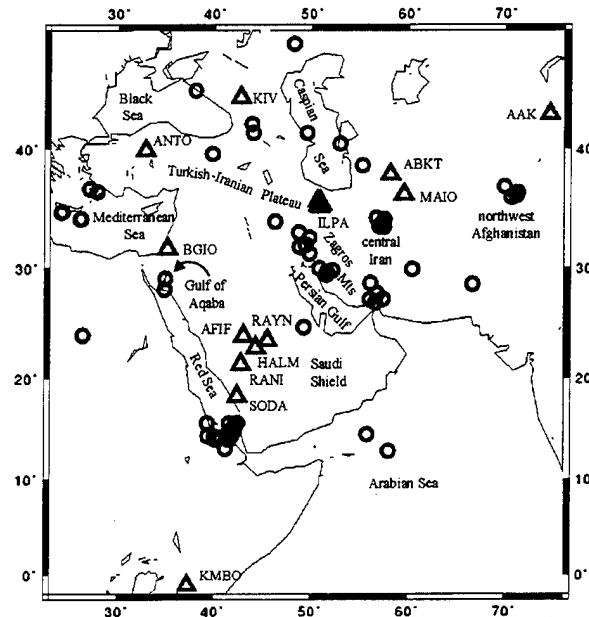 30° 40° 50° 60° 70°
Black
Sea
KIV
Caspian
Sea
AAK
40°
ANTO
40°
Turkish-Iranian Plateau
ABKT
MAIO
ILPA
Mediterranean
Sea
Zagros
Mts
central
Iran
northwest
Afghanistan
BGIO
30°
30°
Gulf of
Aqaba
Persian Gulf
AFIF
RAYN
HALM
RANI
Saudi
Shield
20°
20°
Red Sea
SODA
10°
10°
Arabian Sea
0°
KMBO
0°
30° 40° 50° 60° 70°